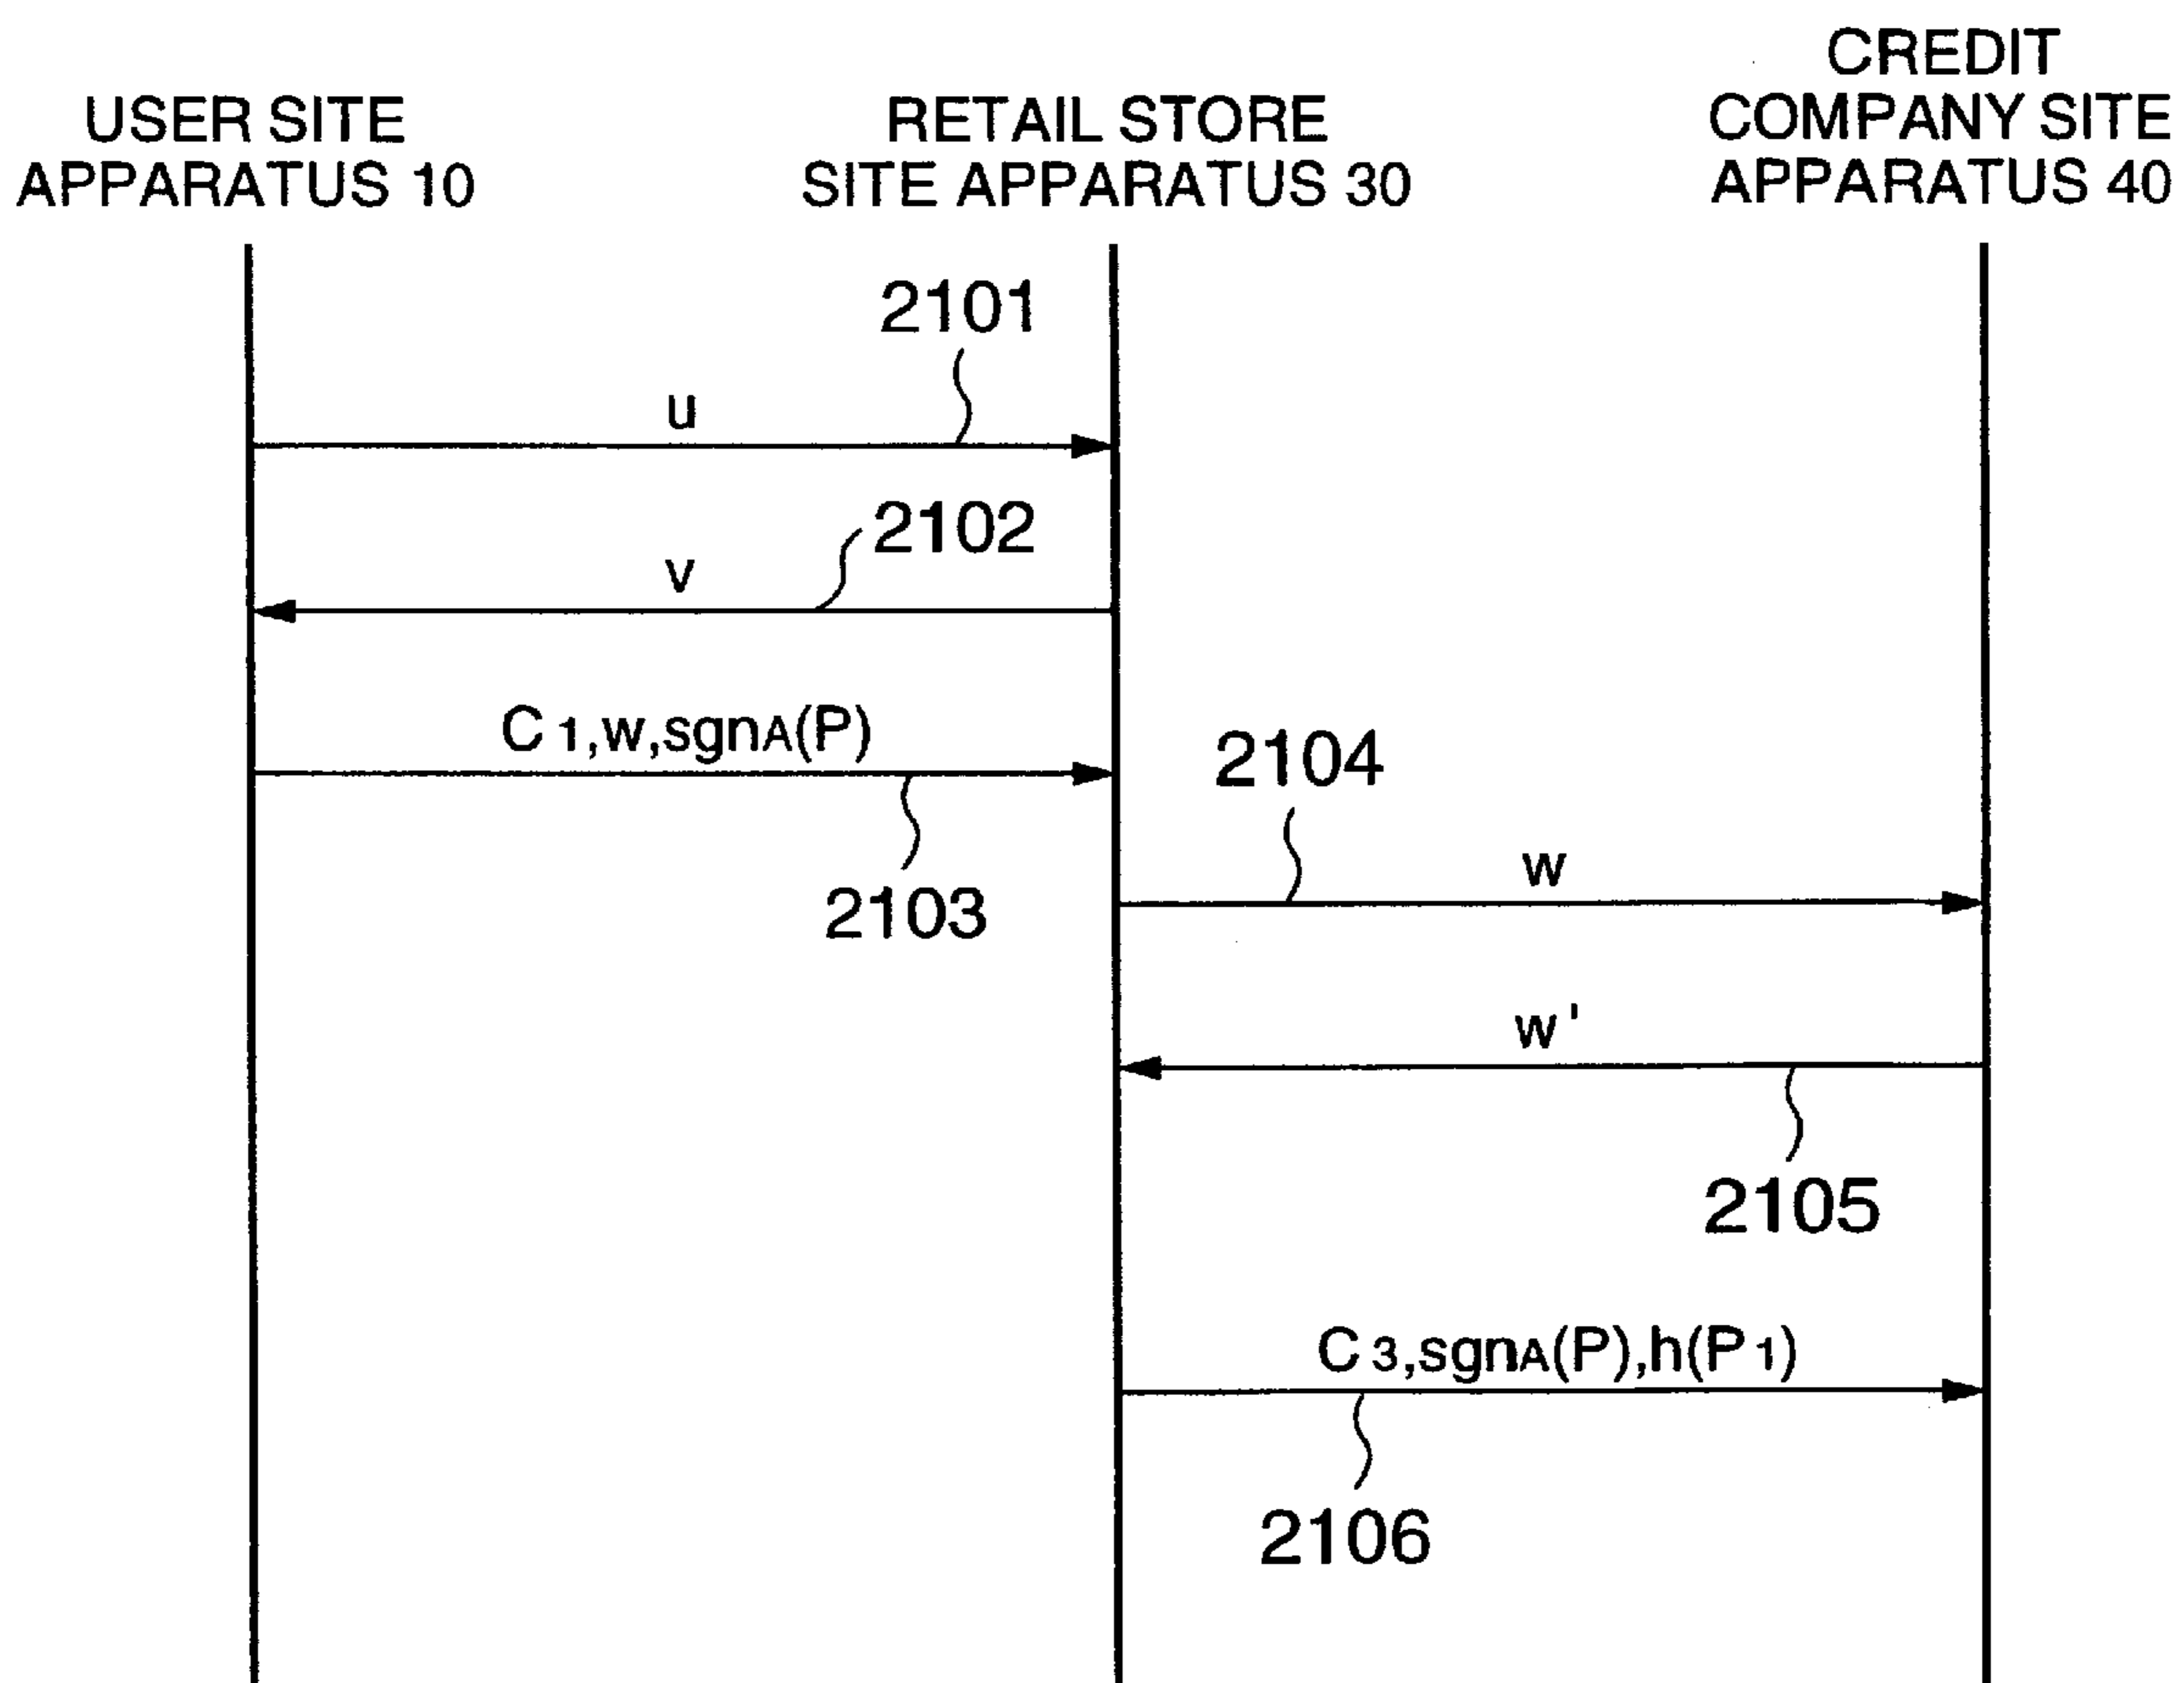 USER SITE
APPARATUS 10
RETAIL STORE
SITE APPARATUS 30
CREDIT
COMPANY SITE
APPARATUS 40
2101
u
2102
v
C1,w,sgnA(P)
2103
2104
w
w'
2105
C3,sgnA(P),h(P1)
2106